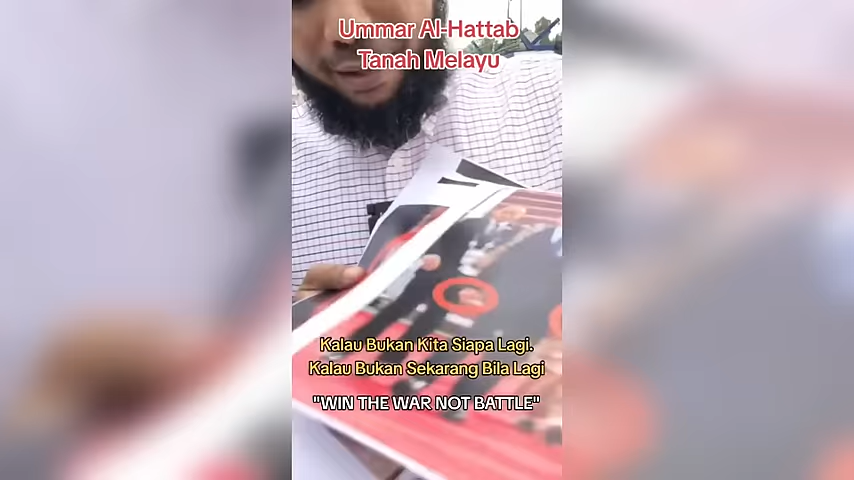 Ummar Al-Hattab
Tanah Melayu
Kalau Bukan Kita Siapa Lagi.
Kalau Bukan Sekarang Bila Lagi
"WIN THE WAR NOT BATTLE"